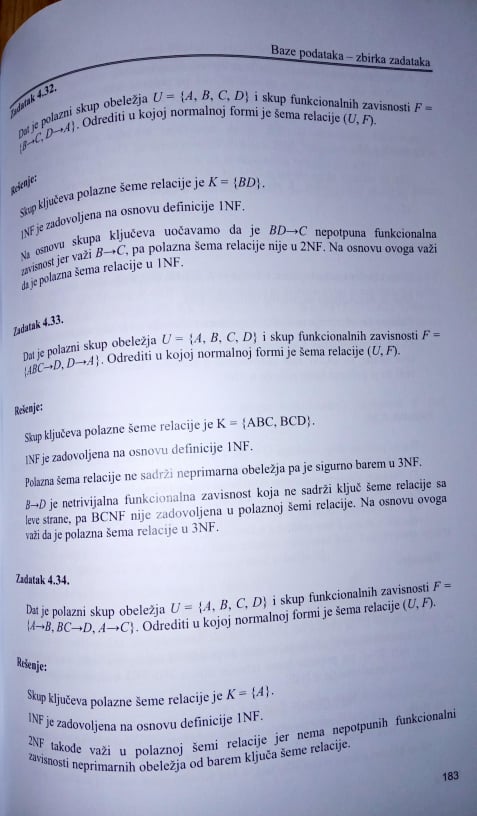 Baze podataka – zbirka zadataka
Zadatak 4.32.
Dat je polazni skup obeležja U = {A, B, C, D} i skup funkcionalnih zavisnosti F =
{B→C, D→A}. Odrediti u kojoj normalnoj formi je šema relacije (U, F).
Rešenje:
Skup ključeva polazne šeme relacije je K = {BD}.
1NF je zadovoljena na osnovu definicije 1NF.
Na osnovu skupa ključeva uočavamo da je BD→C nepotpuna funkcionalna
zavisnost jer važi B→C, pa polazna šema relacije nije u 2NF. Na osnovu ovoga važi
da je polazna šema relacije u 1NF.
Zadatak 4.33.
Dat je polazni skup obeležja U = {A, B, C, D} i skup funkcionalnih zavisnosti F =
{ABC→D, D→A}. Odrediti u kojoj normalnoj formi je šema relacije (U, F).
Rešenje:
Skup ključeva polazne šeme relacije je K = {ABC, BCD}.
1NF je zadovoljena na osnovu definicije 1NF.
Polazna šema relacije ne sadrži neprimarna obeležja pa je sigurno barem u 3NF.
B→D je netrivijalna funkcionalna zavisnost koja ne sadrži ključ šeme relacije sa
leve strane, pa BCNF nije zadovoljena u polaznoj šemi relacije. Na osnovu ovoga
važi da je polazna šema relacije u 3NF.
Zadatak 4.34.
Dat je polazni skup obeležja U = {A, B, C, D} i skup funkcionalnih zavisnosti F =
{A→B, BC→D, A→C}. Odrediti u kojoj normalnoj formi je šema relacije (U, F).
Rešenje:
Skup ključeva polazne šeme relacije je K = {A}.
1NF je zadovoljena na osnovu definicije 1NF.
2NF takođe važi u polaznoj šemi relacije jer nema nepotpunih funkcionalni
zavisnosti neprimarnih obeležja od barem ključa šeme relacije.
183